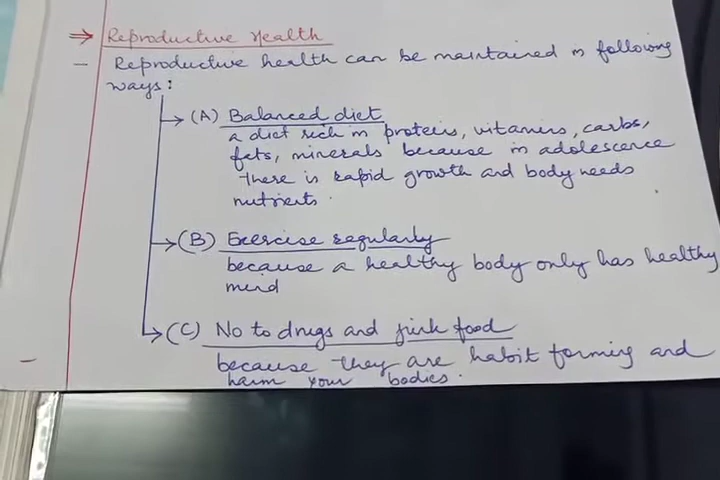 ⇒ Reproductive Health
— Reproductive health can be maintained in following
ways:
→ (A) Balanced diet
a diet rich in proteins, vitamins, carbs,
fats, minerals because in adolescence
there is rapid growth and body needs
nutrients.
→ (B) Exercise regularly
because a healthy body only has healthy
mind
→ (C) No to drugs and junk food
because they are habit forming and
harm your bodies.